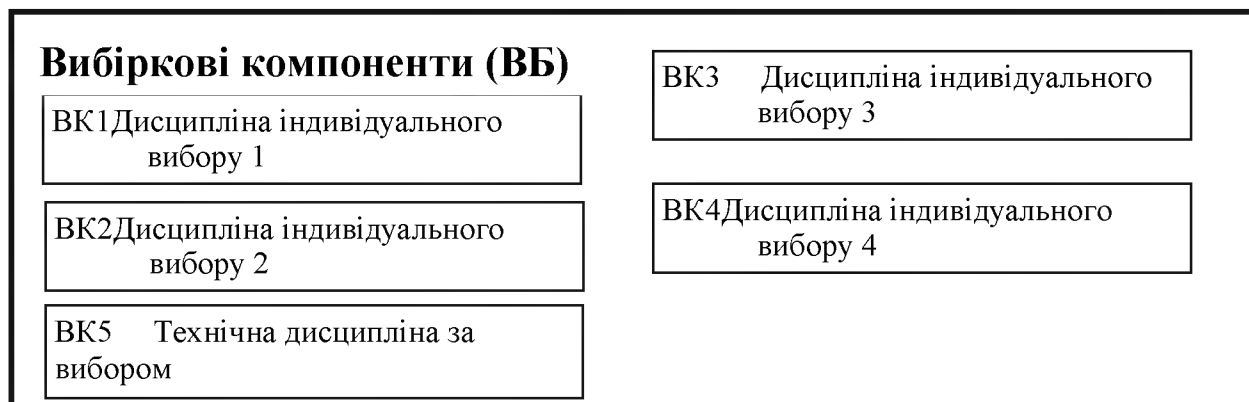 Вибіркові компоненти (ВБ)
ВК1Дисципліна індивідуального
вибору 1
ВК2Дисципліна індивідуального
вибору 2
ВК5 Технічна дисципліна за
вибором
ВК3 Дисципліна індивідуального
вибору 3
ВК4Дисципліна індивідуального
вибору 4